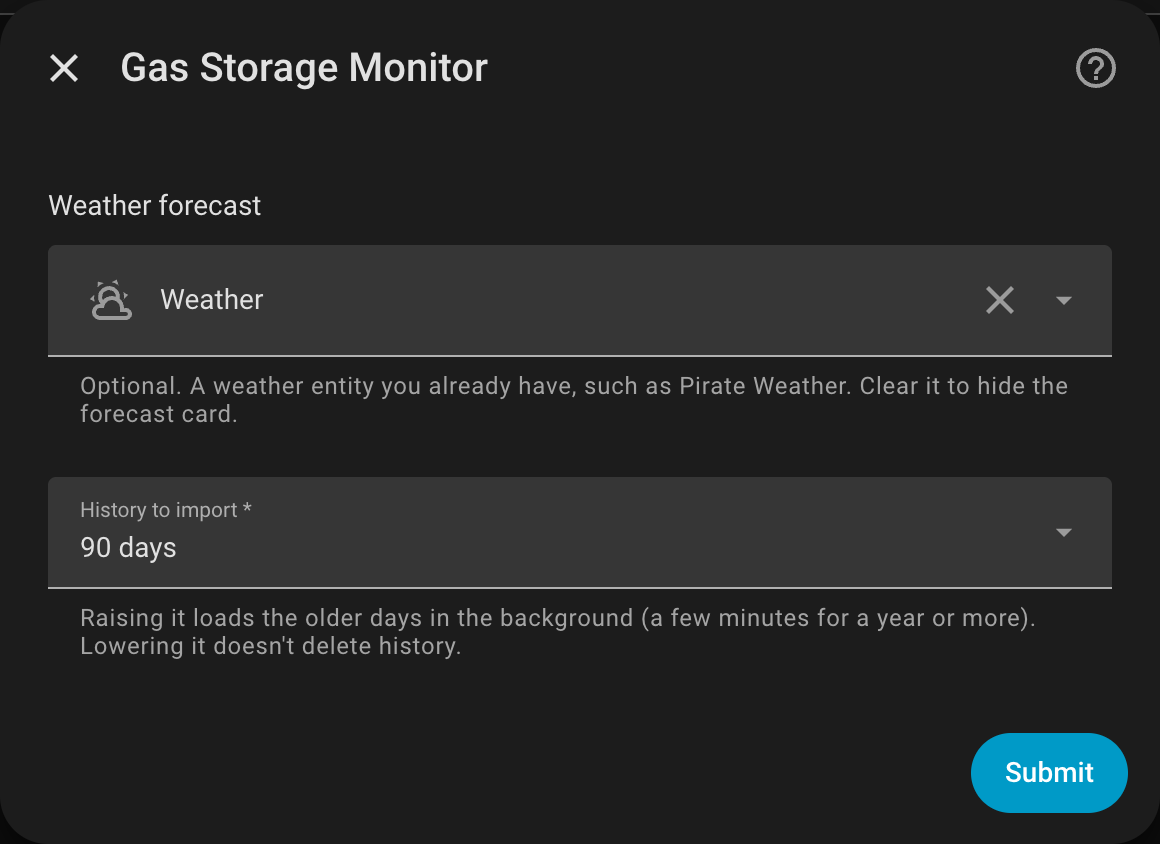 Gas Storage Monitor
Weather forecast
Weather
Optional. A weather entity you already have, such as Pirate Weather. Clear it to hide the
forecast card.
History to import *
90 days
Raising it loads the older days in the background (a few minutes for a year or more).
Lowering it doesn't delete history.
Submit